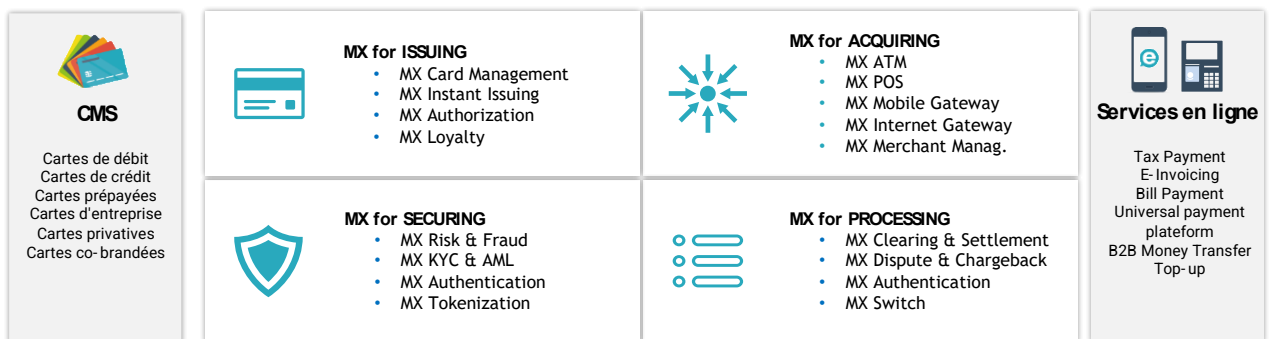 CMS
Cartes de débit
Cartes de crédit
Cartes prépayées
Cartes d'entreprise
Cartes privatives
Cartes co-brandées
MX for ISSUING
• MX Card Management
• MX Instant Issuing
• MX Authorization
• MX Loyalty
MX for ACQUIRING
• MX ATM
• MX POS
• MX Mobile Gateway
• MX Internet Gateway
• MX Merchant Manag.
MX for SECURING
• MX Risk & Fraud
• MX KYC & AML
• MX Authentication
• MX Tokenization
MX for PROCESSING
• MX Clearing & Settlement
• MX Dispute & Chargeback
• MX Authentication
• MX Switch
Services en ligne
Tax Payment
E-Invoicing
Bill Payment
Universal payment
plateform
B2B Money Transfer
Top-up